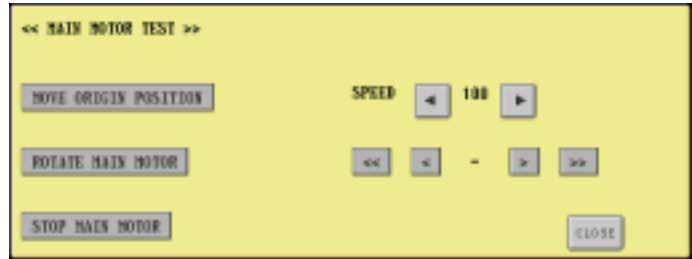 << MAIN MOTOR TEST >>
MOVE ORIGIN POSITION
SPEED ◄ 100 ►
ROTATE MAIN MOTOR
<< < - > >>
STOP MAIN MOTOR
CLOSE